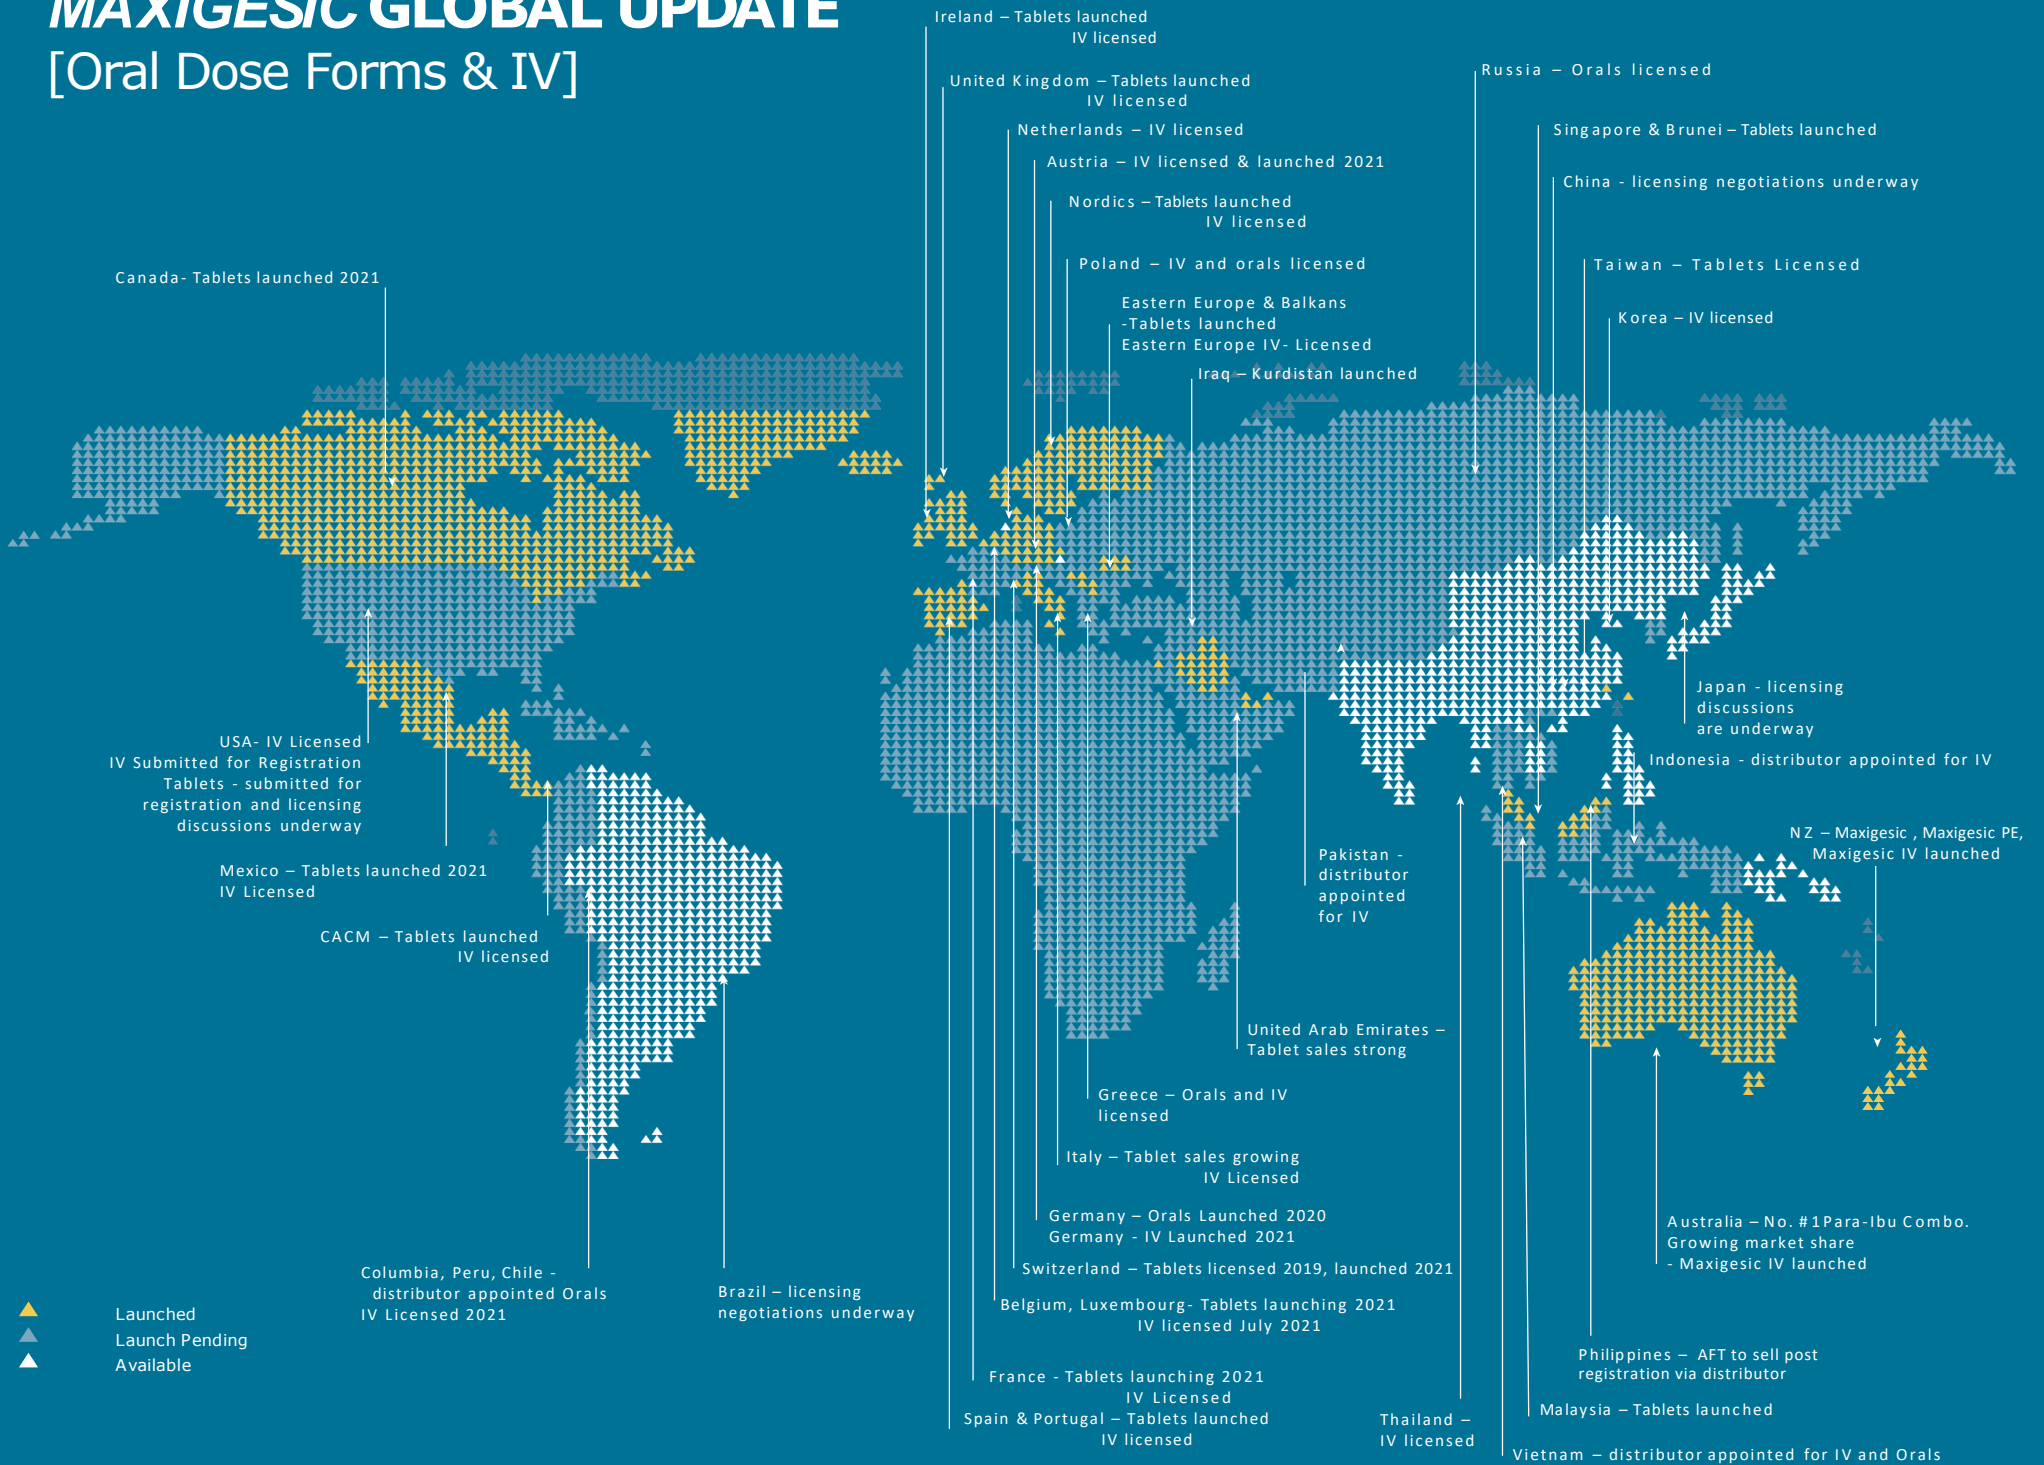 MAXIGESIC GLOBAL UPDATE
[Oral Dose Forms & IV]
Ireland – Tablets launched
IV licensed
United Kingdom – Tablets launched
IV licensed
Netherlands – IV licensed
Austria – IV licensed & launched 2021
Nordics – Tablets launched
IV licensed
Poland – IV and orals licensed
Eastern Europe & Balkans
-Tablets launched
Eastern Europe IV- Licensed
Iraq – Kurdistan launched
Russia – Orals licensed
Singapore & Brunei – Tablets launched
China - licensing negotiations underway
Taiwan – Tablets Licensed
Korea – IV licensed
Canada- Tablets launched 2021
USA- IV Licensed
IV Submitted for Registration
Tablets - submitted for
registration and licensing
discussions underway
Mexico – Tablets launched 2021
IV Licensed
CACM – Tablets launched
IV licensed
Columbia, Peru, Chile -
distributor appointed Orals
IV Licensed 2021
Brazil – licensing
negotiations underway
Japan - licensing
discussions
are underway
Indonesia - distributor appointed for IV
NZ – Maxigesic , Maxigesic PE,
Maxigesic IV launched
Pakistan -
distributor
appointed
for IV
United Arab Emirates –
Tablet sales strong
Greece – Orals and IV
licensed
Italy – Tablet sales growing
IV Licensed
Germany – Orals Launched 2020
Germany - IV Launched 2021
Switzerland – Tablets licensed 2019, launched 2021
Belgium, Luxembourg- Tablets launching 2021
IV licensed July 2021
France - Tablets launching 2021
IV Licensed
Spain & Portugal – Tablets launched
IV licensed
Thailand –
IV licensed
Australia – No. #1 Para-Ibu Combo.
Growing market share
- Maxigesic IV launched
Philippines – AFT to sell post
registration via distributor
Malaysia – Tablets launched
Vietnam – distributor appointed for IV and Orals
Launched
Launch Pending
Available